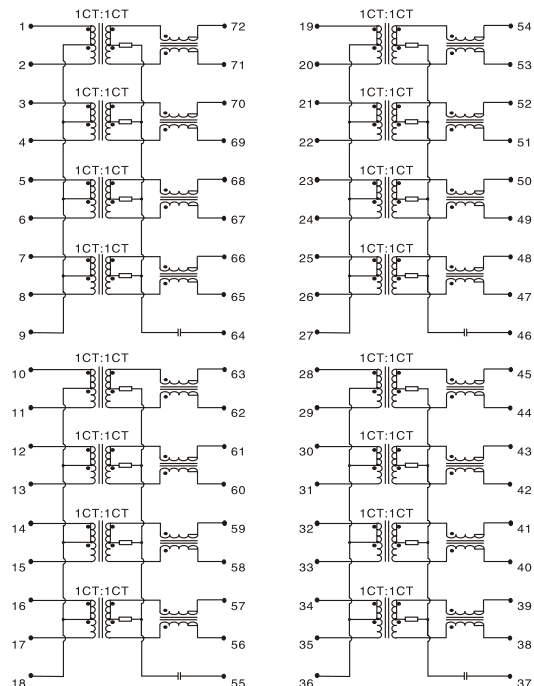 1CT:1CT
1 72
2 71
1CT:1CT
3 70
4 69
1CT:1CT
5 68
6 67
1CT:1CT
7 66
8 65
9 64
1CT:1CT
10 63
11 62
1CT:1CT
12 61
13 60
1CT:1CT
14 59
15 58
1CT:1CT
16 57
17 56
18 55
1CT:1CT
19 54
20 53
1CT:1CT
21 52
22 51
1CT:1CT
23 50
24 49
1CT:1CT
25 48
26 47
27 46
1CT:1CT
28 45
29 44
1CT:1CT
30 43
31 42
1CT:1CT
32 41
33 40
1CT:1CT
34 39
35 38
36 37